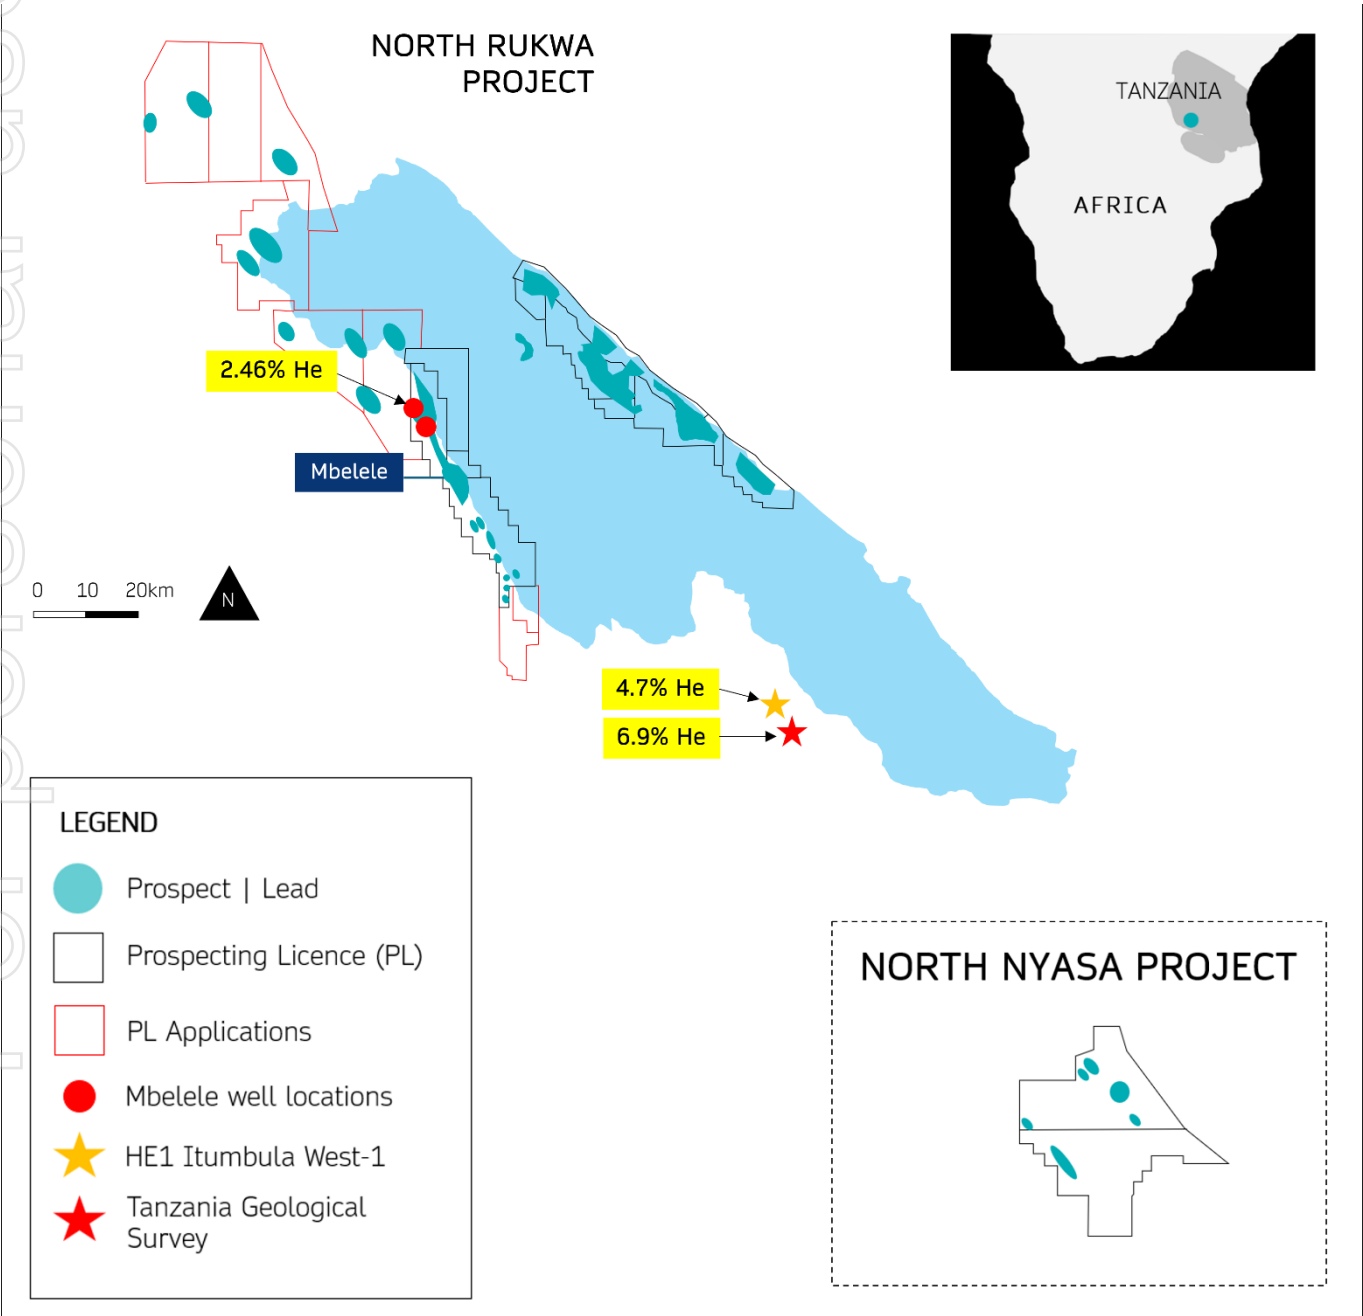 NORTH RUKWA
PROJECT
TANZANIA
AFRICA
2.46% He
Mbelele
0 10 20km
N
4.7% He
6.9% He
LEGEND
Prospect | Lead
Prospecting Licence (PL)
PL Applications
Mbelele well locations
HE1 Itumbula West-1
Tanzania Geological
Survey
NORTH NYASA PROJECT